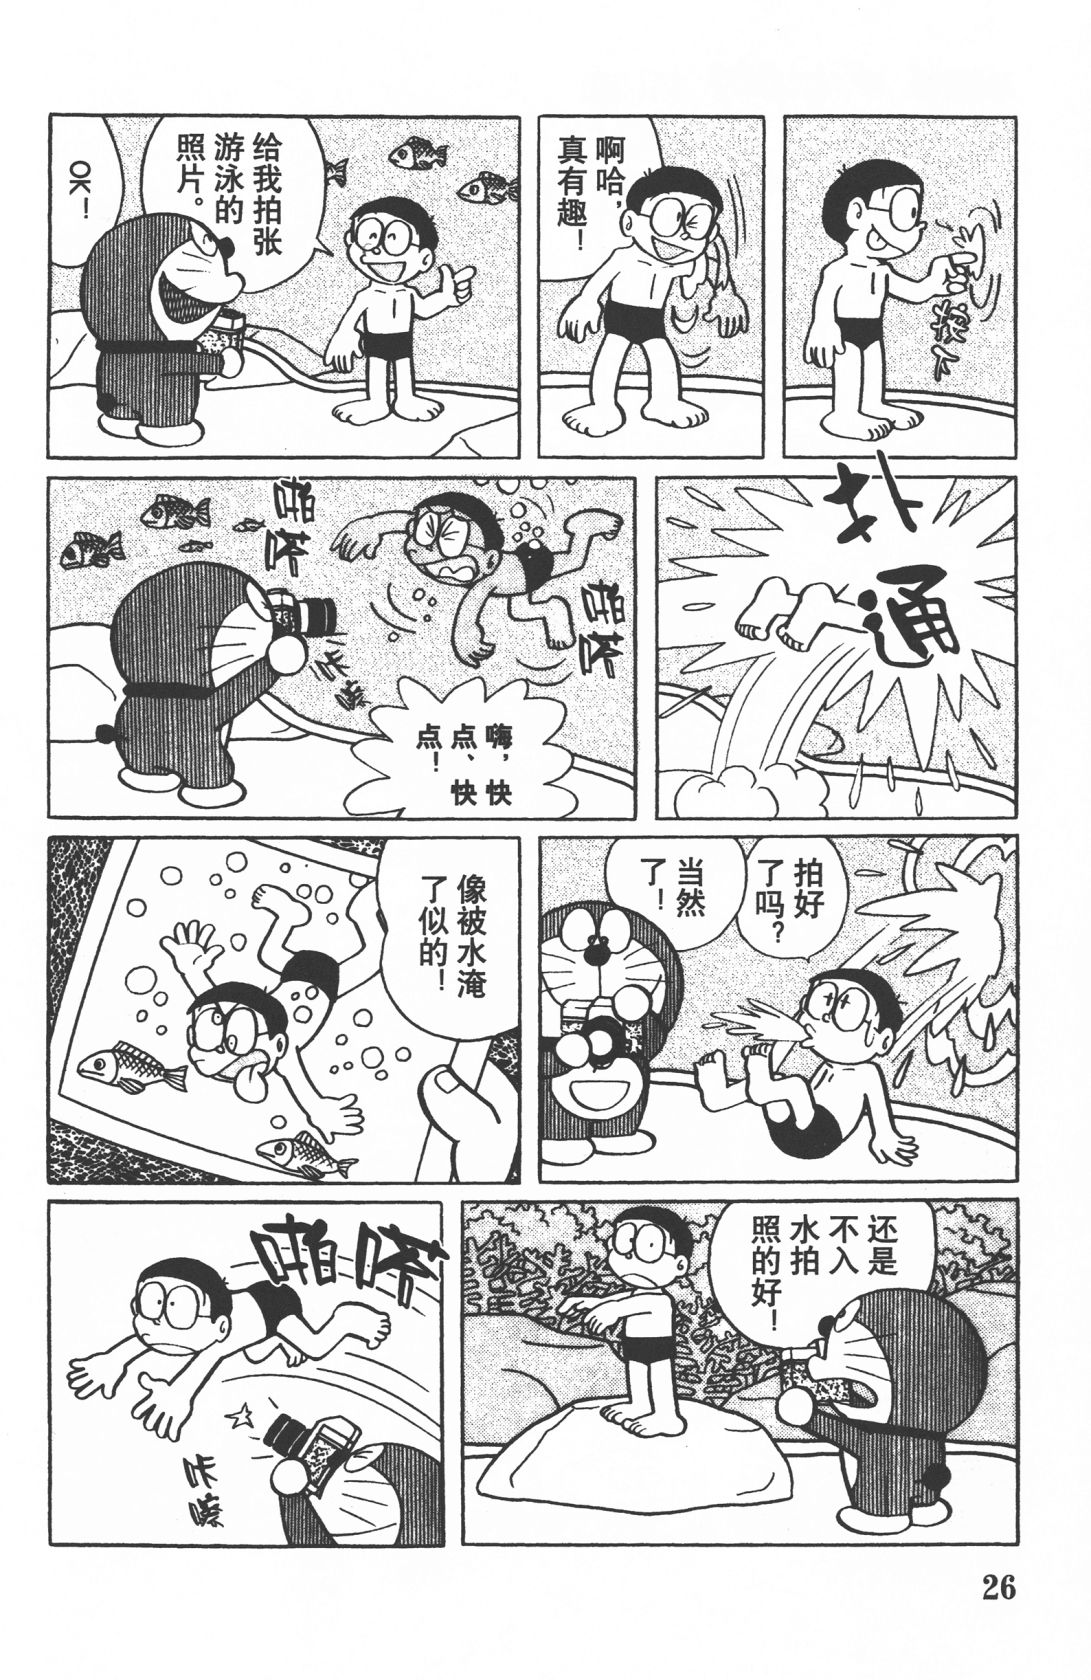 啊哈，
真有趣！
给我拍张
游泳的
照片。
OK！
扑
通
嗨，快
点、快
点！
咔
嚓
拍好
了吗？
当然
了！
像被水淹
了似的！
还是
不入
水拍
照的好！
啪
嗒
咔
嚓
26